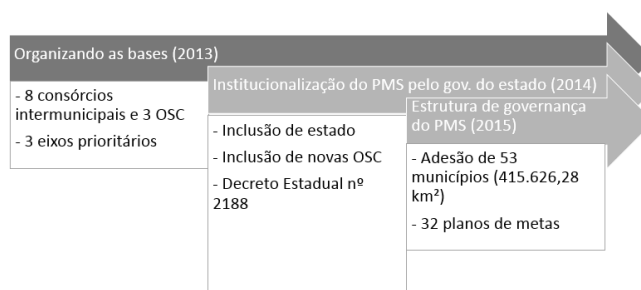 Organizando as bases (2013)
- 8 consórcios
intermunicipais e 3 OSC
- 3 eixos prioritários
Institucionalização do PMS pelo gov. do estado (2014)
- Inclusão de estado
- Inclusão de novas OSC
- Decreto Estadual nº
2188
Estrutura de governança
do PMS (2015)
- Adesão de 53
municípios (415.626,28
km²)
- 32 planos de metas